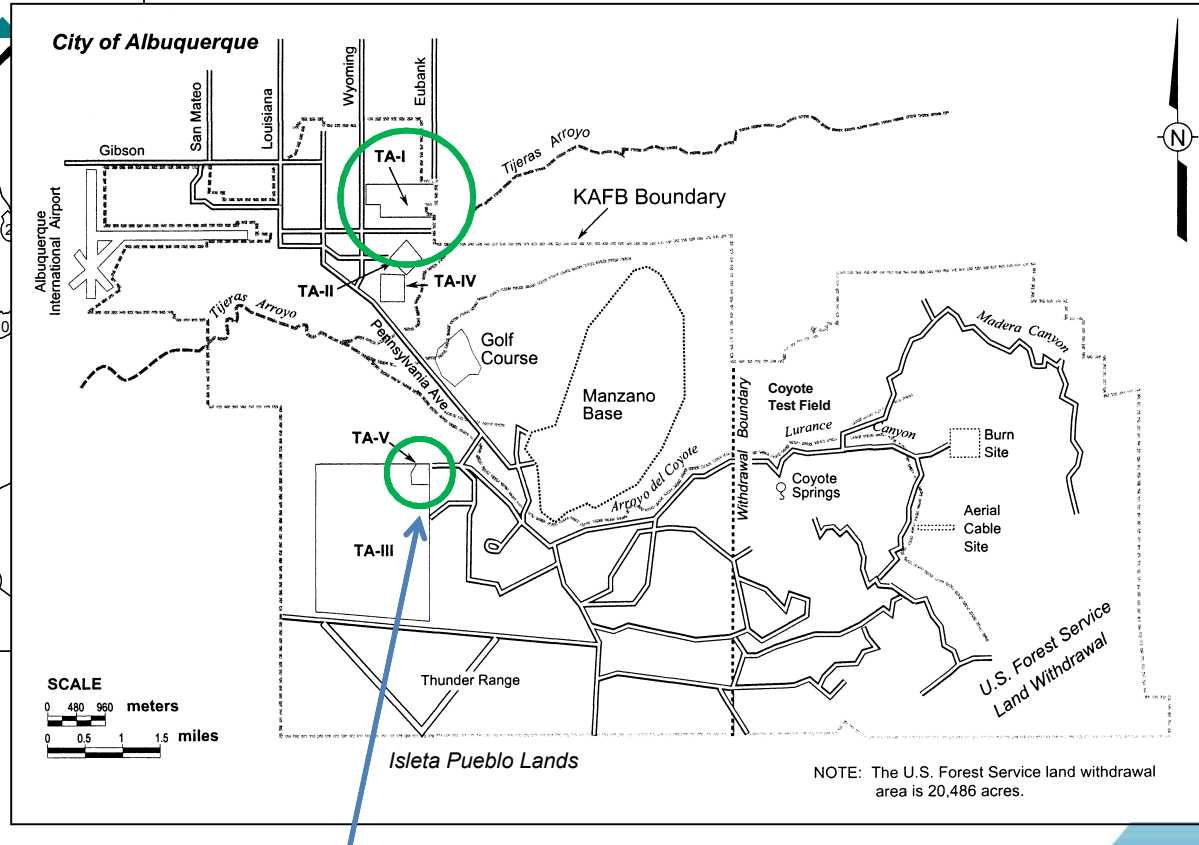 City of Albuquerque
San Mateo
Louisiana
Wyoming
Eubank
Gibson
TA-I
Tijeras Arroyo
KAFB Boundary
Albuquerque
International Airport
TA-II
TA-IV
Tijeras Arroyo
Pennsylvania Ave
Golf
Course
Manzano
Base
Madera Canyon
Withdrawal Boundary
Coyote
Test Field
Lurance Canyon
Burn
Site
TA-V
Arroyo del Coyote
Coyote
Springs
Aerial
Cable
Site
TA-III
Thunder Range
U.S. Forest Service
Land Withdrawal
SCALE
0 480 960 meters
0 0.5 1 1.5 miles
Isleta Pueblo Lands
NOTE: The U.S. Forest Service land withdrawal
area is 20,486 acres.
N
2
0